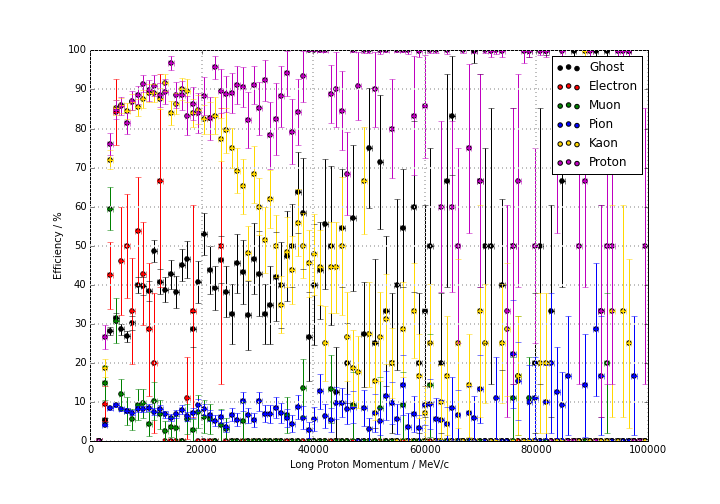 100
90
80
70
60
50
40
30
20
10
0
Efficiency / %
0
20000
40000
60000
80000
100000
Long Proton Momentum / MeV/c
Ghost
Electron
Muon
Pion
Kaon
Proton